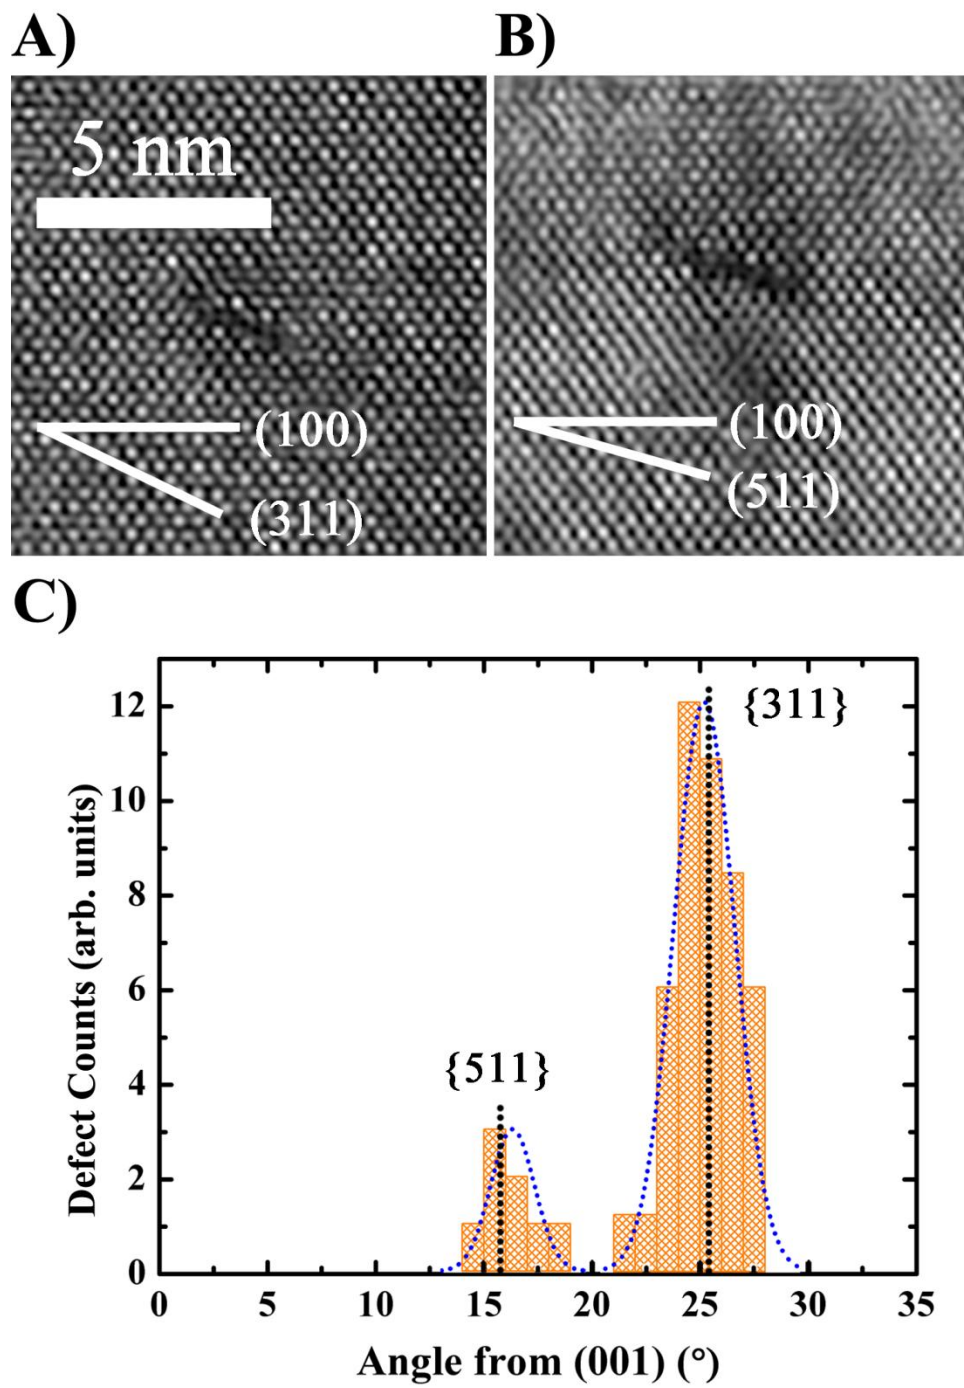 A)
B)
5 nm
(100)
(311)
(100)
(511)
C)
12
10
8
6
4
2
0
Defect Counts (arb. units)
{311}
{511}
0 5 10 15 20 25 30 35
Angle from (001) (°)